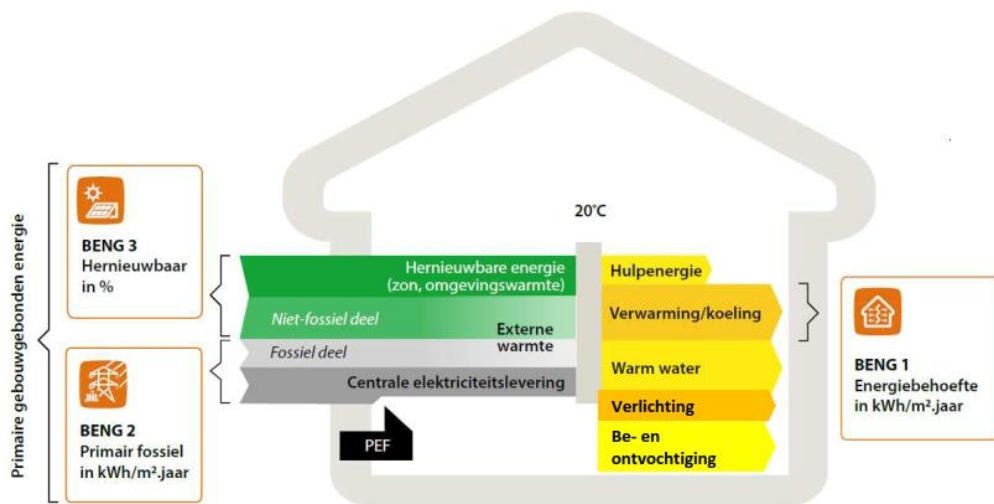 Primaire gebouwgebonden energie
BENG 3
Hernieuwbaar
in %
BENG 2
Primair fossiel
in kWh/m².jaar
20°C
Hernieuwbare energie
(zon, omgevingswarmte)
Niet-fossiel deel
Externe
warmte
Fossiel deel
Centrale elektriciteitslevering
PEF
Hulpenergie
Verwarming/koeling
Warm water
Verlichting
Be- en
ontvochtiging
BENG 1
Energiebehoefte
in kWh/m².jaar